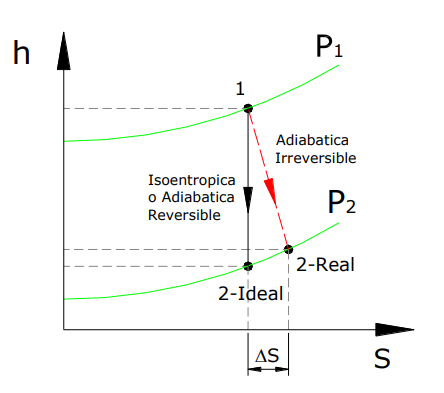 h
P1
1
Adiabatica
Irreversible
Isoentropica
o Adiabatica
Reversible
P2
2-Real
2-Ideal
ΔS
S